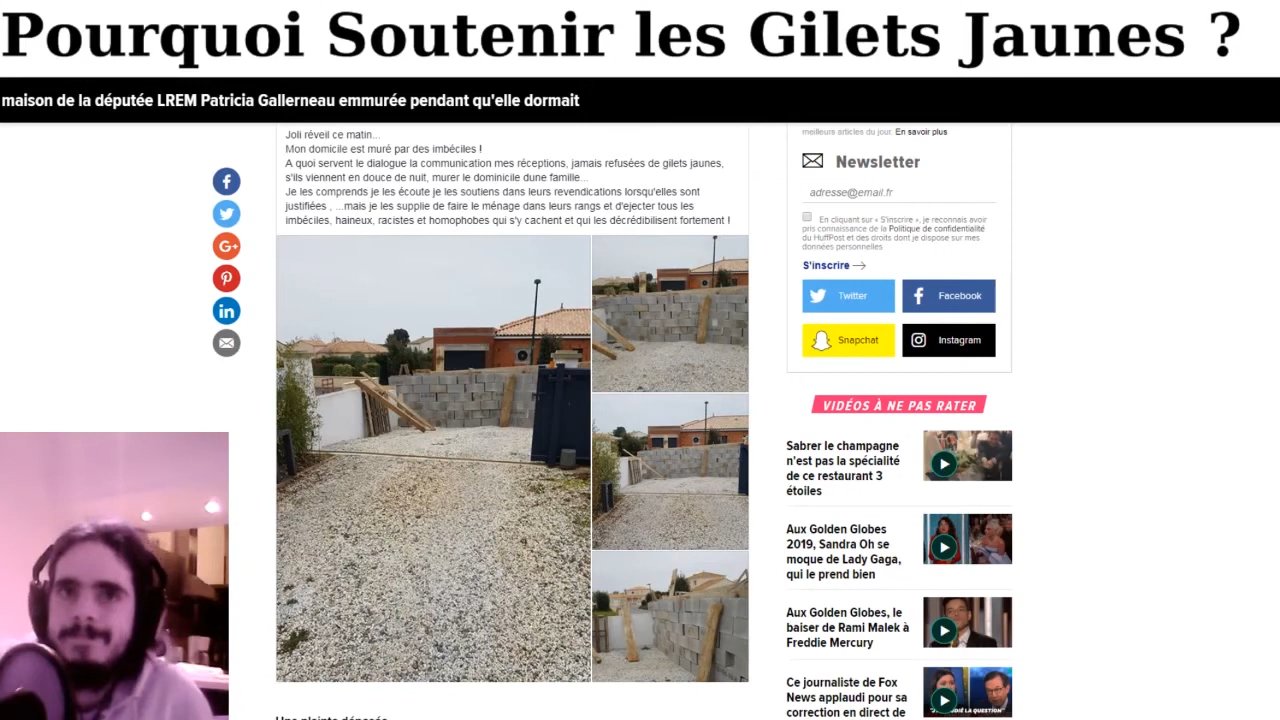 Pourquoi Soutenir les Gilets Jaunes ?
maison de la députée LREM Patricia Gallerneau emmurée pendant qu'elle dormait
Joli réveil ce matin...
Mon domicile est muré par des imbéciles !
A quoi servent le dialogue la communication mes réceptions, jamais refusées de gilets jaunes,
s'ils viennent en douce de nuit, murer le dominicile dune famille...
Je les comprends je les écoute je les soutiens dans leurs revendications lorsqu'elles sont
justifiées , ...mais je les supplie de faire le ménage dans leurs rangs et d'ejecter tous les
imbéciles, haineux, racistes et homophobes qui s'y cachent et qui les décrédibilisent fortement !
meilleurs articles du jour. En savoir plus
Newsletter
adresse@email.fr
En cliquant sur « S'inscrire », je reconnais avoir
pris connaissance de la Politique de confidentialité
du HuffPost et des droits dont je dispose sur mes
données personnelles
S'inscrire
Twitter
Facebook
Snapchat
Instagram
VIDÉOS À NE PAS RATER
Sabrer le champagne
n'est pas la spécialité
de ce restaurant 3
étoiles
Aux Golden Globes
2019, Sandra Oh se
moque de Lady Gaga,
qui le prend bien
Aux Golden Globes, le
baiser de Rami Malek à
Freddie Mercury
Ce journaliste de Fox
News applaudi pour sa
correction en direct de